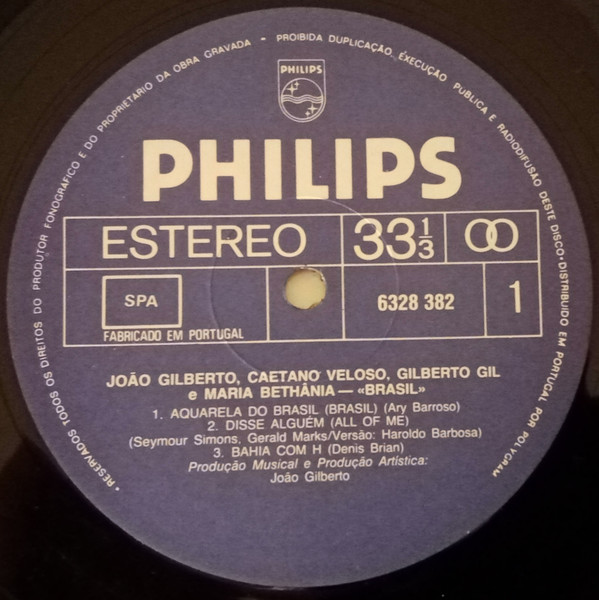 • RESERVADOS TODOS OS DIREITOS DO PRODUTOR FONOGRÁFICO E DO PROPRIETÁRIO DA OBRA GRAVADA - PROIBIDA DUPLICAÇÃO, EXECUÇÃO PÚBLICA E RADIODIFUSÃO DESTE DISCO • DISTRIBUIDO EM PORTUGAL POR POLYGRAM
PHILIPS
PHILIPS
ESTEREO 33 1/3
SPA 6328 382 1
FABRICADO EM PORTUGAL
JOÃO GILBERTO, CAETANO VELOSO, GILBERTO GIL
e MARIA BETHÂNIA — «BRASIL»
1. AQUARELA DO BRASIL (BRASIL) (Ary Barroso)
2. DISSE ALGUÉM (ALL OF ME)
(Seymour Simons, Gerald Marks/Versão: Haroldo Barbosa)
3. BAHIA COM H (Denis Brian)
Produção Musical e Produção Artística:
João Gilberto